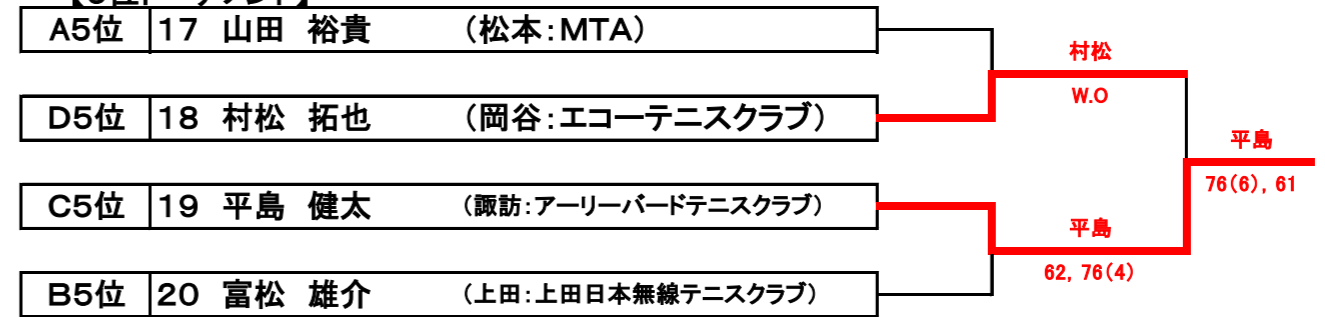 A5位 17 山田 裕貴 (松本:MTA)
村松
D5位 18 村松 拓也 (岡谷:エコーテニスクラブ)
W.O
平島
76(6), 61
C5位 19 平島 健太 (諏訪:アーリーバードテニスクラブ)
平島
62, 76(4)
B5位 20 富松 雄介 (上田:上田日本無線テニスクラブ)